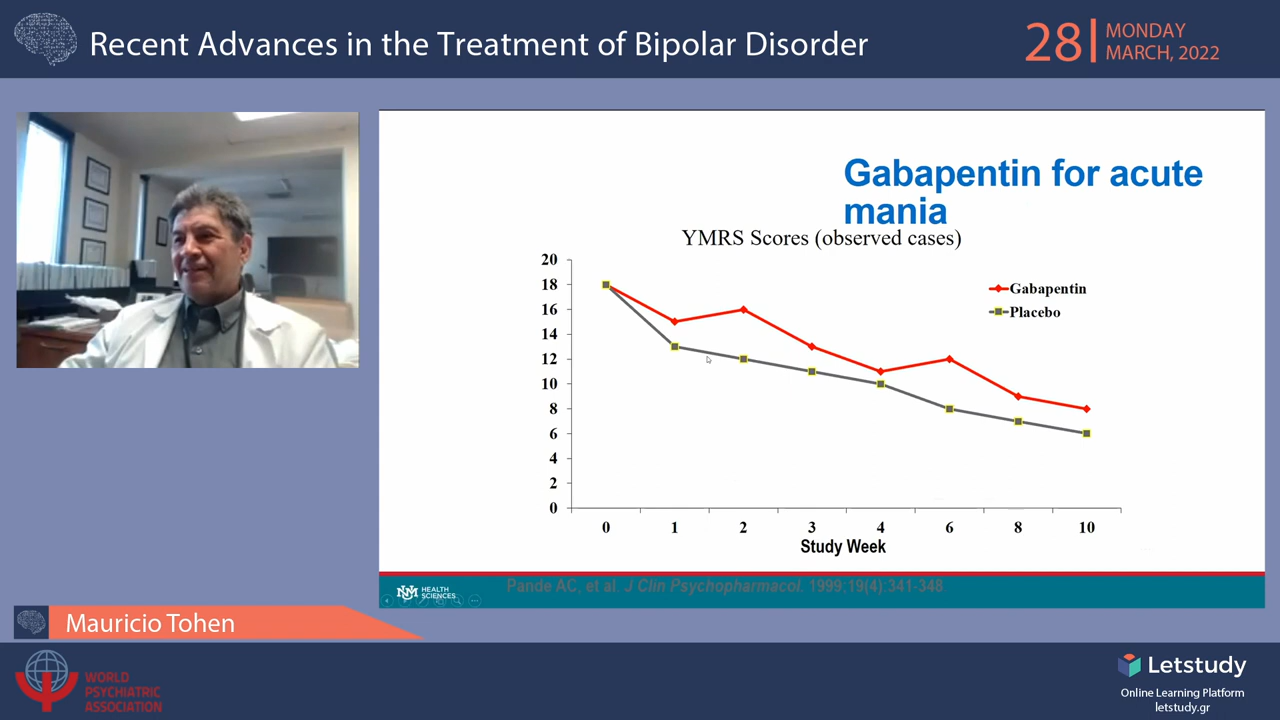 Recent Advances in the Treatment of Bipolar Disorder
28
MONDAY
MARCH, 2022
Gabapentin for acute
mania
YMRS Scores (observed cases)
20
18
16
14
12
10
8
6
4
2
0
Gabapentin
Placebo
0 1 2 3 4 6 8 10
Study Week
Pande AC, et al. J Clin Psychopharmacol. 1999;19(4):341-348
HEALTH
SCIENCES
Mauricio Tohen
WORLD
PSYCHIATRIC
ASSOCIATION
Letstudy
Online Learning Platform
letstudy.gr